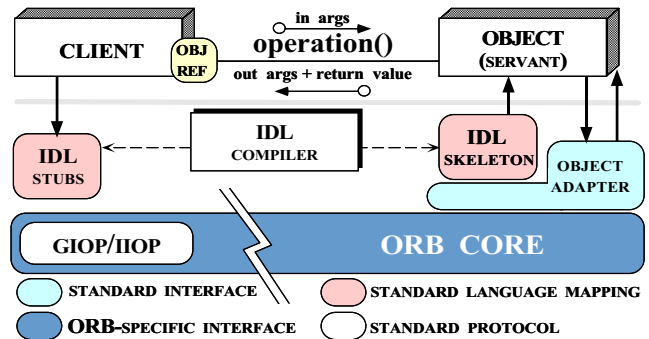 in args
CLIENT
OBJ
REF
operation()
OBJECT
(SERVANT)
out args + return value
IDL
STUBS
IDL
COMPILER
IDL
SKELETON
OBJECT
ADAPTER
GIOP/IIOP
ORB CORE
STANDARD INTERFACE
STANDARD LANGUAGE MAPPING
ORB-SPECIFIC INTERFACE
STANDARD PROTOCOL